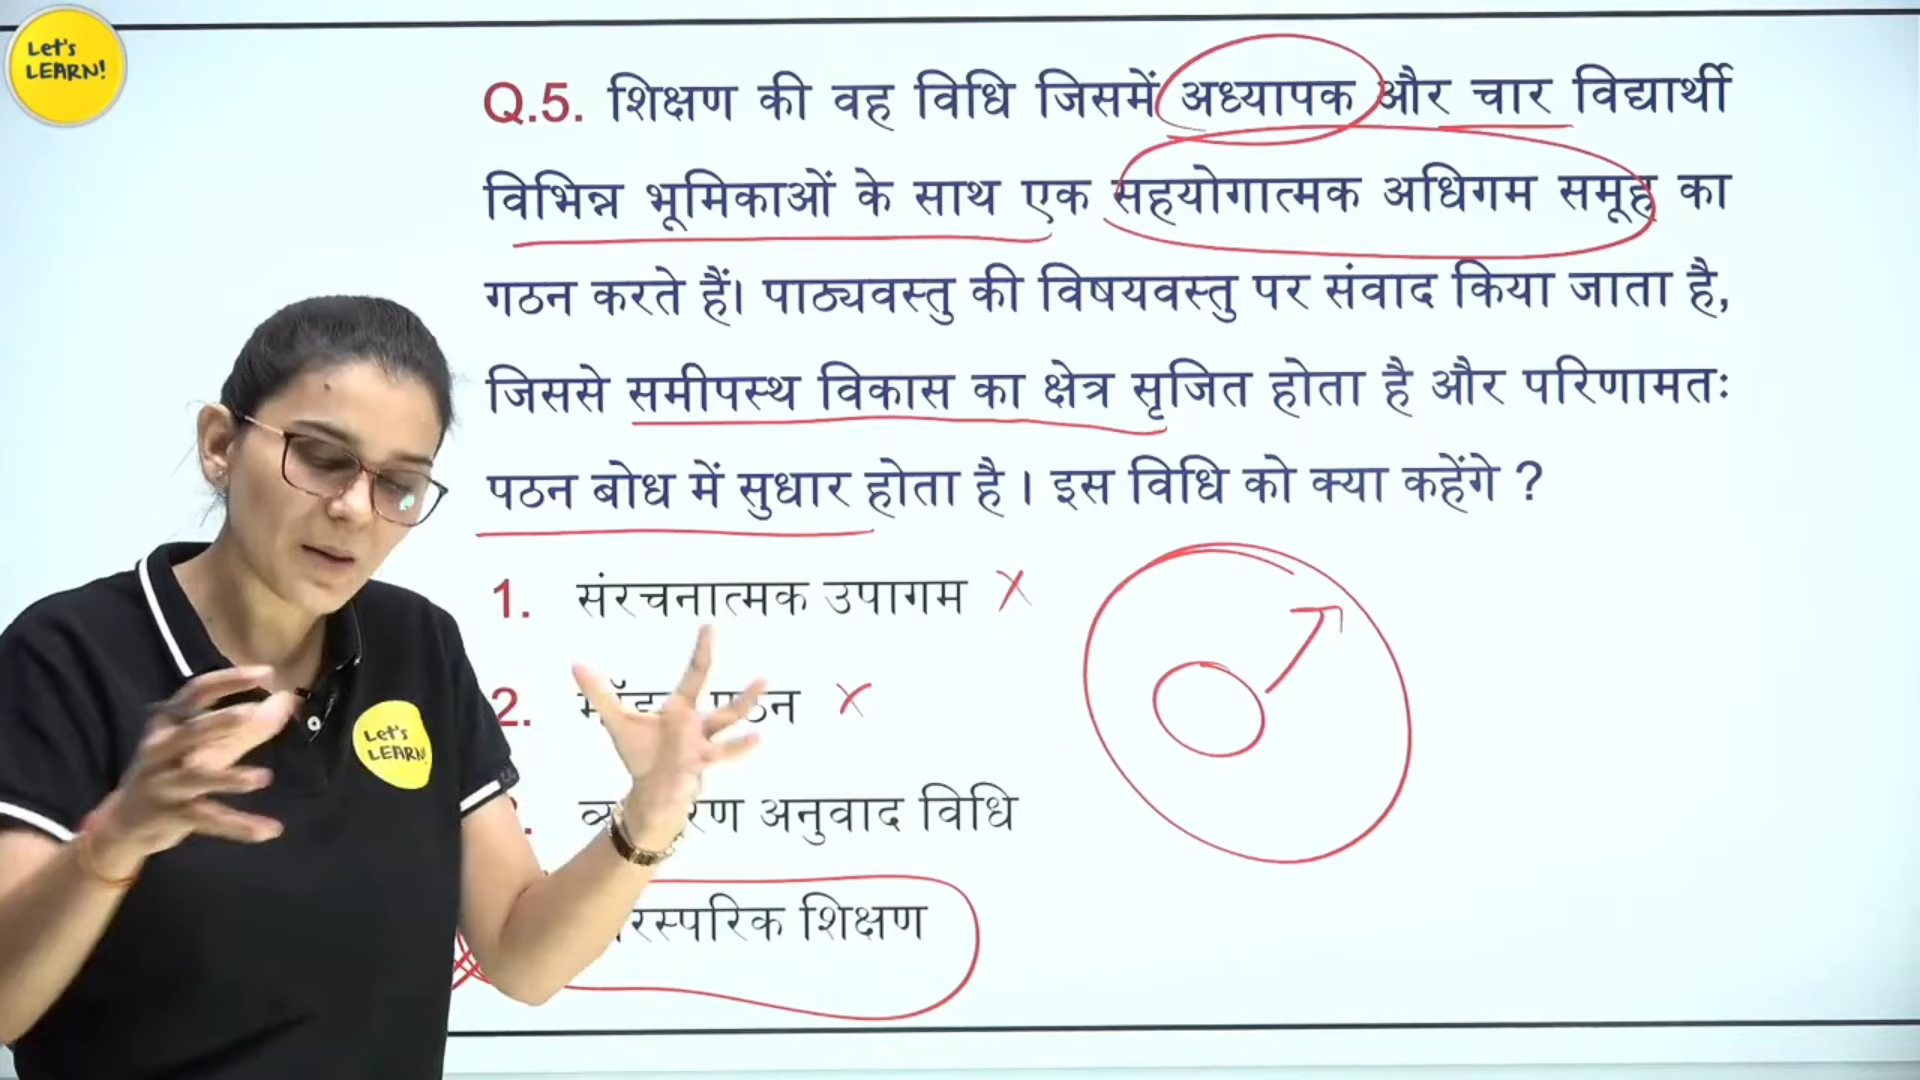 Let's
LEARN!
Q.5. शिक्षण की वह विधि जिसमें अध्यापक और चार विद्यार्थी
विभिन्न भूमिकाओं के साथ एक सहयोगात्मक अधिगम समूह का
गठन करते हैं। पाठ्यवस्तु की विषयवस्तु पर संवाद किया जाता है,
जिससे समीपस्थ विकास का क्षेत्र सृजित होता है और परिणामतः
पठन बोध में सुधार होता है । इस विधि को क्या कहेंगे ?
1. संरचनात्मक उपागम
2. पठन
अनुवाद विधि
शिक्षण
Let's
LEARN!